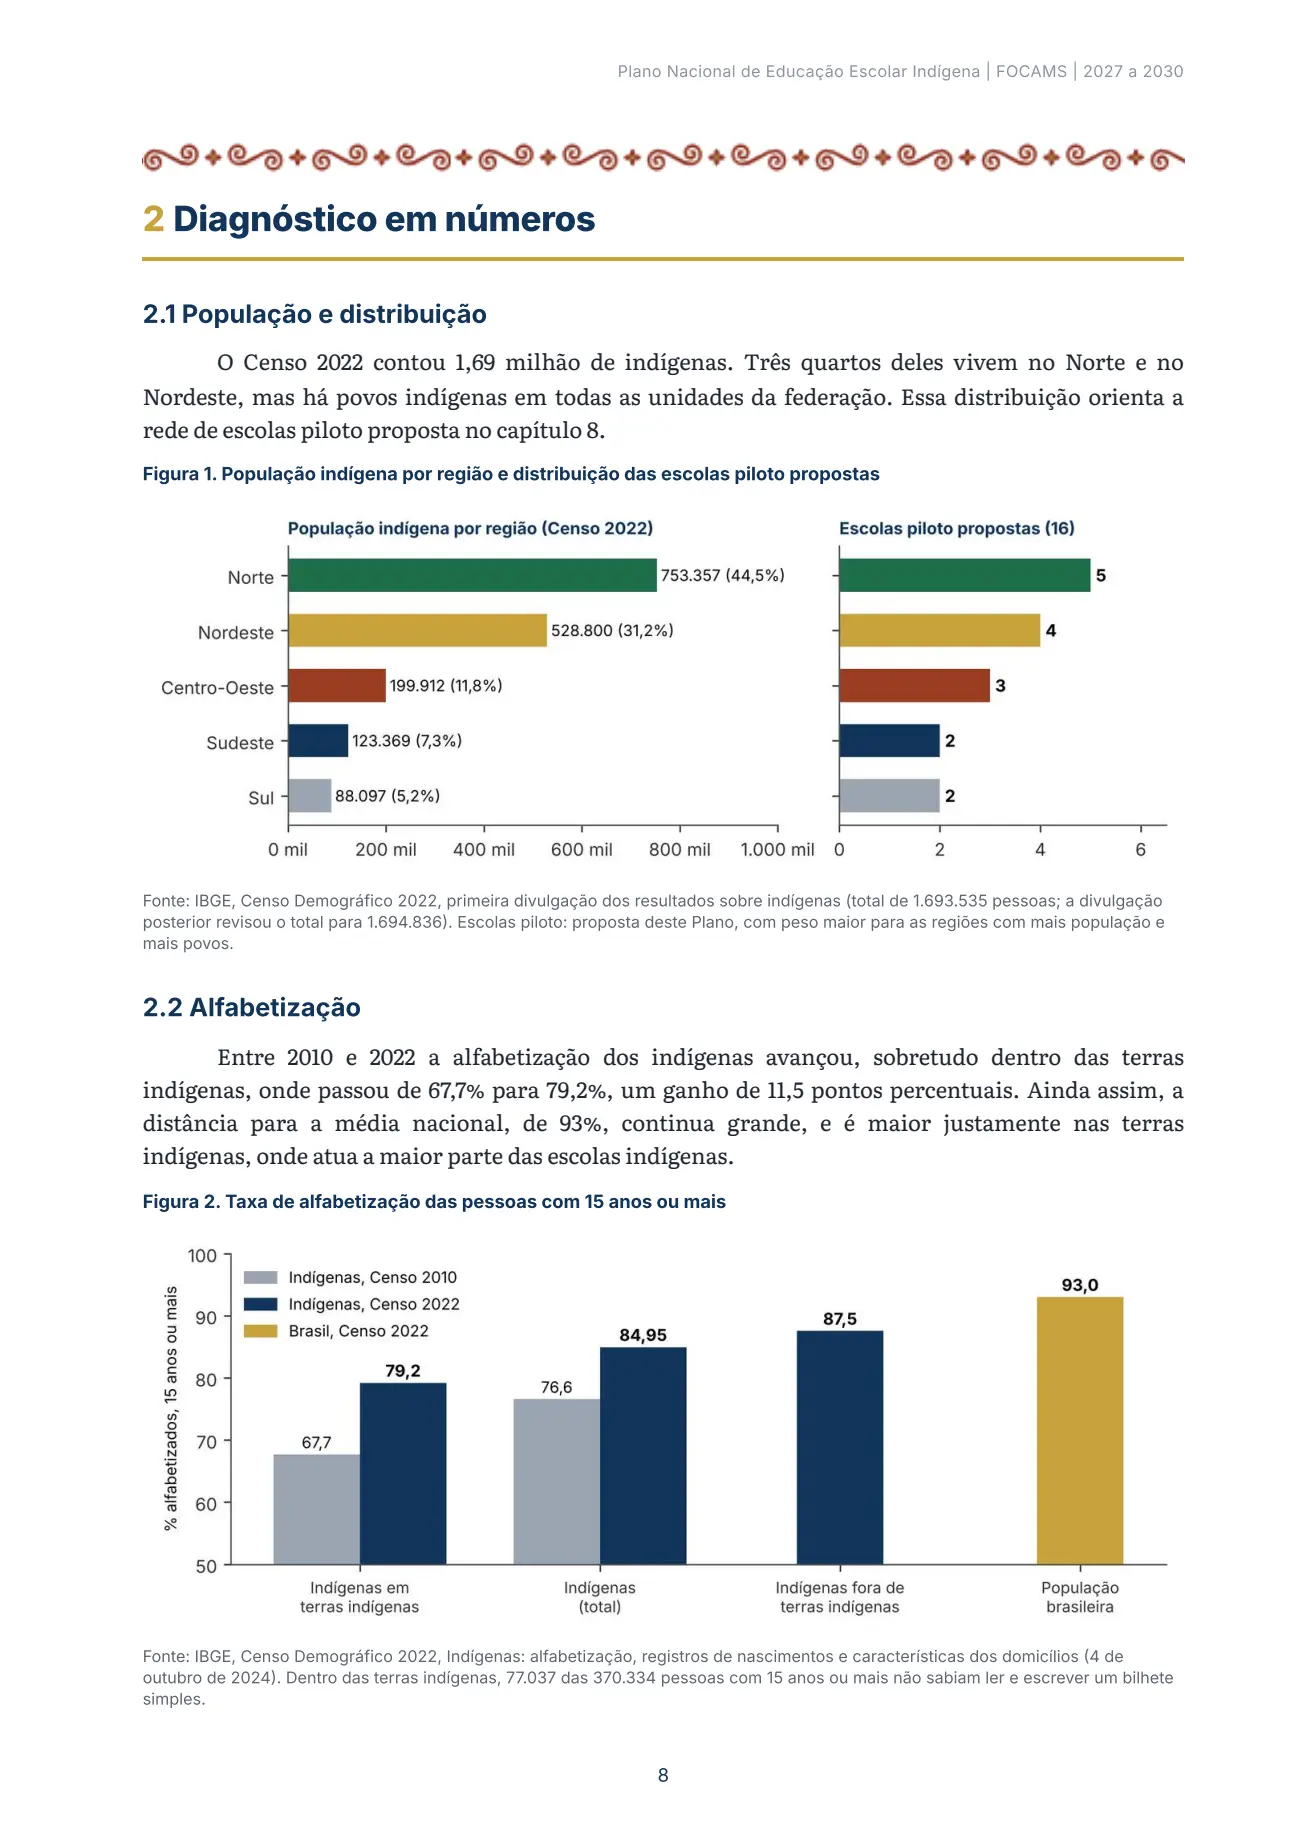 Plano Nacional de Educação Escolar Indígena | FOCAMS | 2027 a 2030
2 Diagnóstico em números
2.1 População e distribuição
O Censo 2022 contou 1,69 milhão de indígenas. Três quartos deles vivem no Norte e no
Nordeste, mas há povos indígenas em todas as unidades da federação. Essa distribuição orienta a
rede de escolas piloto proposta no capítulo 8.
Figura 1. População indígena por região e distribuição das escolas piloto propostas
População indígena por região (Censo 2022)
Norte 753.357 (44,5%)
Nordeste 528.800 (31,2%)
Centro-Oeste 199.912 (11,8%)
Sudeste 123.369 (7,3%)
Sul 88.097 (5,2%)
0 mil 200 mil 400 mil 600 mil 800 mil 1.000 mil
Escolas piloto propostas (16)
5
4
3
2
2
0 2 4 6
Fonte: IBGE, Censo Demográfico 2022, primeira divulgação dos resultados sobre indígenas (total de 1.693.535 pessoas; a divulgação
posterior revisou o total para 1.694.836). Escolas piloto: proposta deste Plano, com peso maior para as regiões com mais população e
mais povos.
2.2 Alfabetização
Entre 2010 e 2022 a alfabetização dos indígenas avançou, sobretudo dentro das terras
indígenas, onde passou de 67,7% para 79,2%, um ganho de 11,5 pontos percentuais. Ainda assim, a
distância para a média nacional, de 93%, continua grande, e é maior justamente nas terras
indígenas, onde atua a maior parte das escolas indígenas.
Figura 2. Taxa de alfabetização das pessoas com 15 anos ou mais
% alfabetizados, 15 anos ou mais
100
90
80
70
60
50
Indígenas, Censo 2010
Indígenas, Censo 2022
Brasil, Censo 2022
67,7
79,2
76,6
84,95
87,5
93,0
Indígenas em
terras indígenas
Indígenas
(total)
Indígenas fora de
terras indígenas
População
brasileira
Fonte: IBGE, Censo Demográfico 2022, Indígenas: alfabetização, registros de nascimentos e características dos domicílios (4 de
outubro de 2024). Dentro das terras indígenas, 77.037 das 370.334 pessoas com 15 anos ou mais não sabiam ler e escrever um bilhete
simples.
8